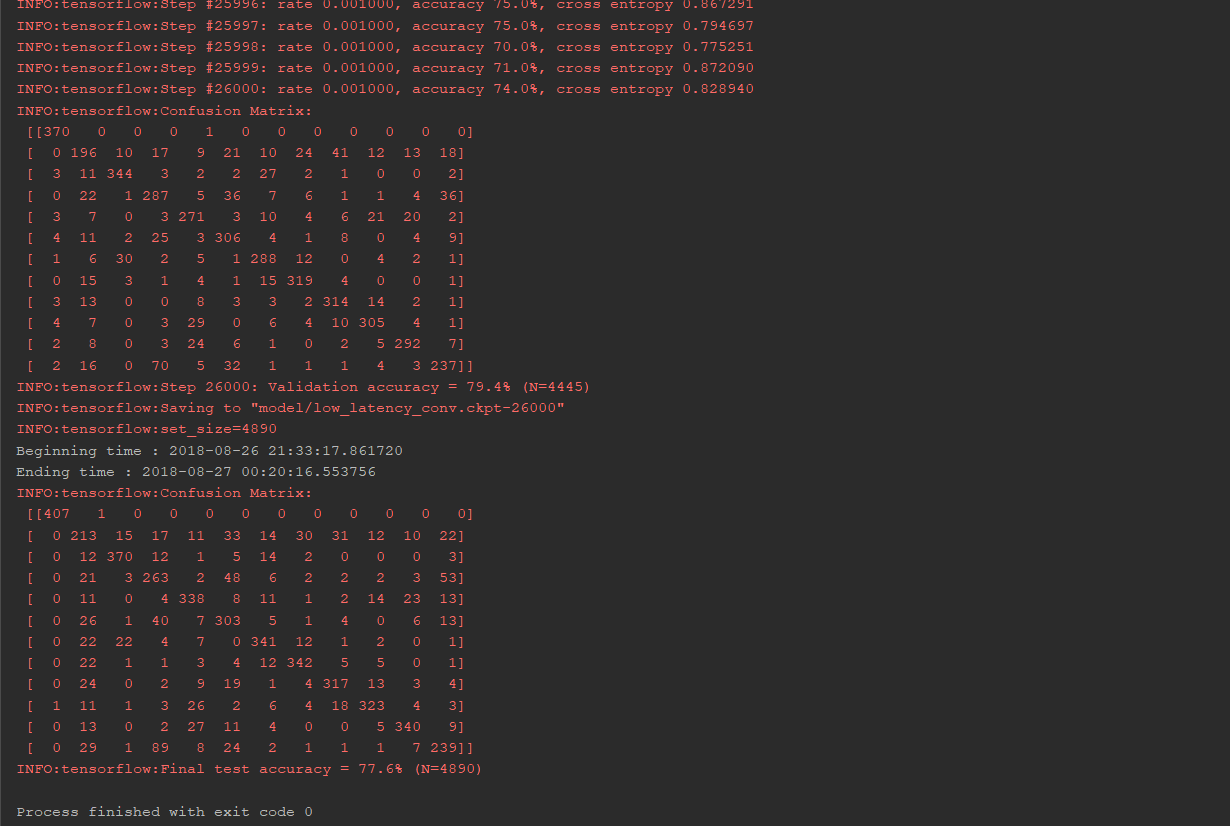 INFO:tensorflow:Step #25996: rate 0.001000, accuracy 75.0%, cross entropy 0.867291
INFO:tensorflow:Step #25997: rate 0.001000, accuracy 75.0%, cross entropy 0.794697
INFO:tensorflow:Step #25998: rate 0.001000, accuracy 70.0%, cross entropy 0.775251
INFO:tensorflow:Step #25999: rate 0.001000, accuracy 71.0%, cross entropy 0.872090
INFO:tensorflow:Step #26000: rate 0.001000, accuracy 74.0%, cross entropy 0.828940
INFO:tensorflow:Confusion Matrix:
[[370 0 0 0 1 0 0 0 0 0 0 0]
[ 0 196 10 17 9 21 10 24 41 12 13 18]
[ 3 11 344 3 2 2 27 2 1 0 0 2]
[ 0 22 1 287 5 36 7 6 1 1 4 36]
[ 3 7 0 3 271 3 10 4 6 21 20 2]
[ 4 11 2 25 3 306 4 1 8 0 4 9]
[ 1 6 30 2 5 1 288 12 0 4 2 1]
[ 0 15 3 1 4 1 15 319 4 0 0 1]
[ 3 13 0 0 8 3 3 2 314 14 2 1]
[ 4 7 0 3 29 0 6 4 10 305 4 1]
[ 2 8 0 3 24 6 1 0 2 5 292 7]
[ 2 16 0 70 5 32 1 1 1 4 3 237]]
INFO:tensorflow:Step 26000: Validation accuracy = 79.4% (N=4445)
INFO:tensorflow:Saving to "model/low_latency_conv.ckpt-26000"
INFO:tensorflow:set_size=4890
Beginning time : 2018-08-26 21:33:17.861720
Ending time : 2018-08-27 00:20:16.553756
INFO:tensorflow:Confusion Matrix:
[[407 1 0 0 0 0 0 0 0 0 0 0]
[ 0 213 15 17 11 33 14 30 31 12 10 22]
[ 0 12 370 12 1 5 14 2 0 0 0 3]
[ 0 21 3 263 2 48 6 2 2 2 3 53]
[ 0 11 0 4 338 8 11 1 2 14 23 13]
[ 0 26 1 40 7 303 5 1 4 0 6 13]
[ 0 22 22 4 7 0 341 12 1 2 0 1]
[ 0 22 1 1 3 4 12 342 5 5 0 1]
[ 0 24 0 2 9 19 1 4 317 13 3 4]
[ 1 11 1 3 26 2 6 4 18 323 4 3]
[ 0 13 0 2 27 11 4 0 0 5 340 9]
[ 0 29 1 89 8 24 2 1 1 1 7 239]]
INFO:tensorflow:Final test accuracy = 77.6% (N=4890)
Process finished with exit code 0